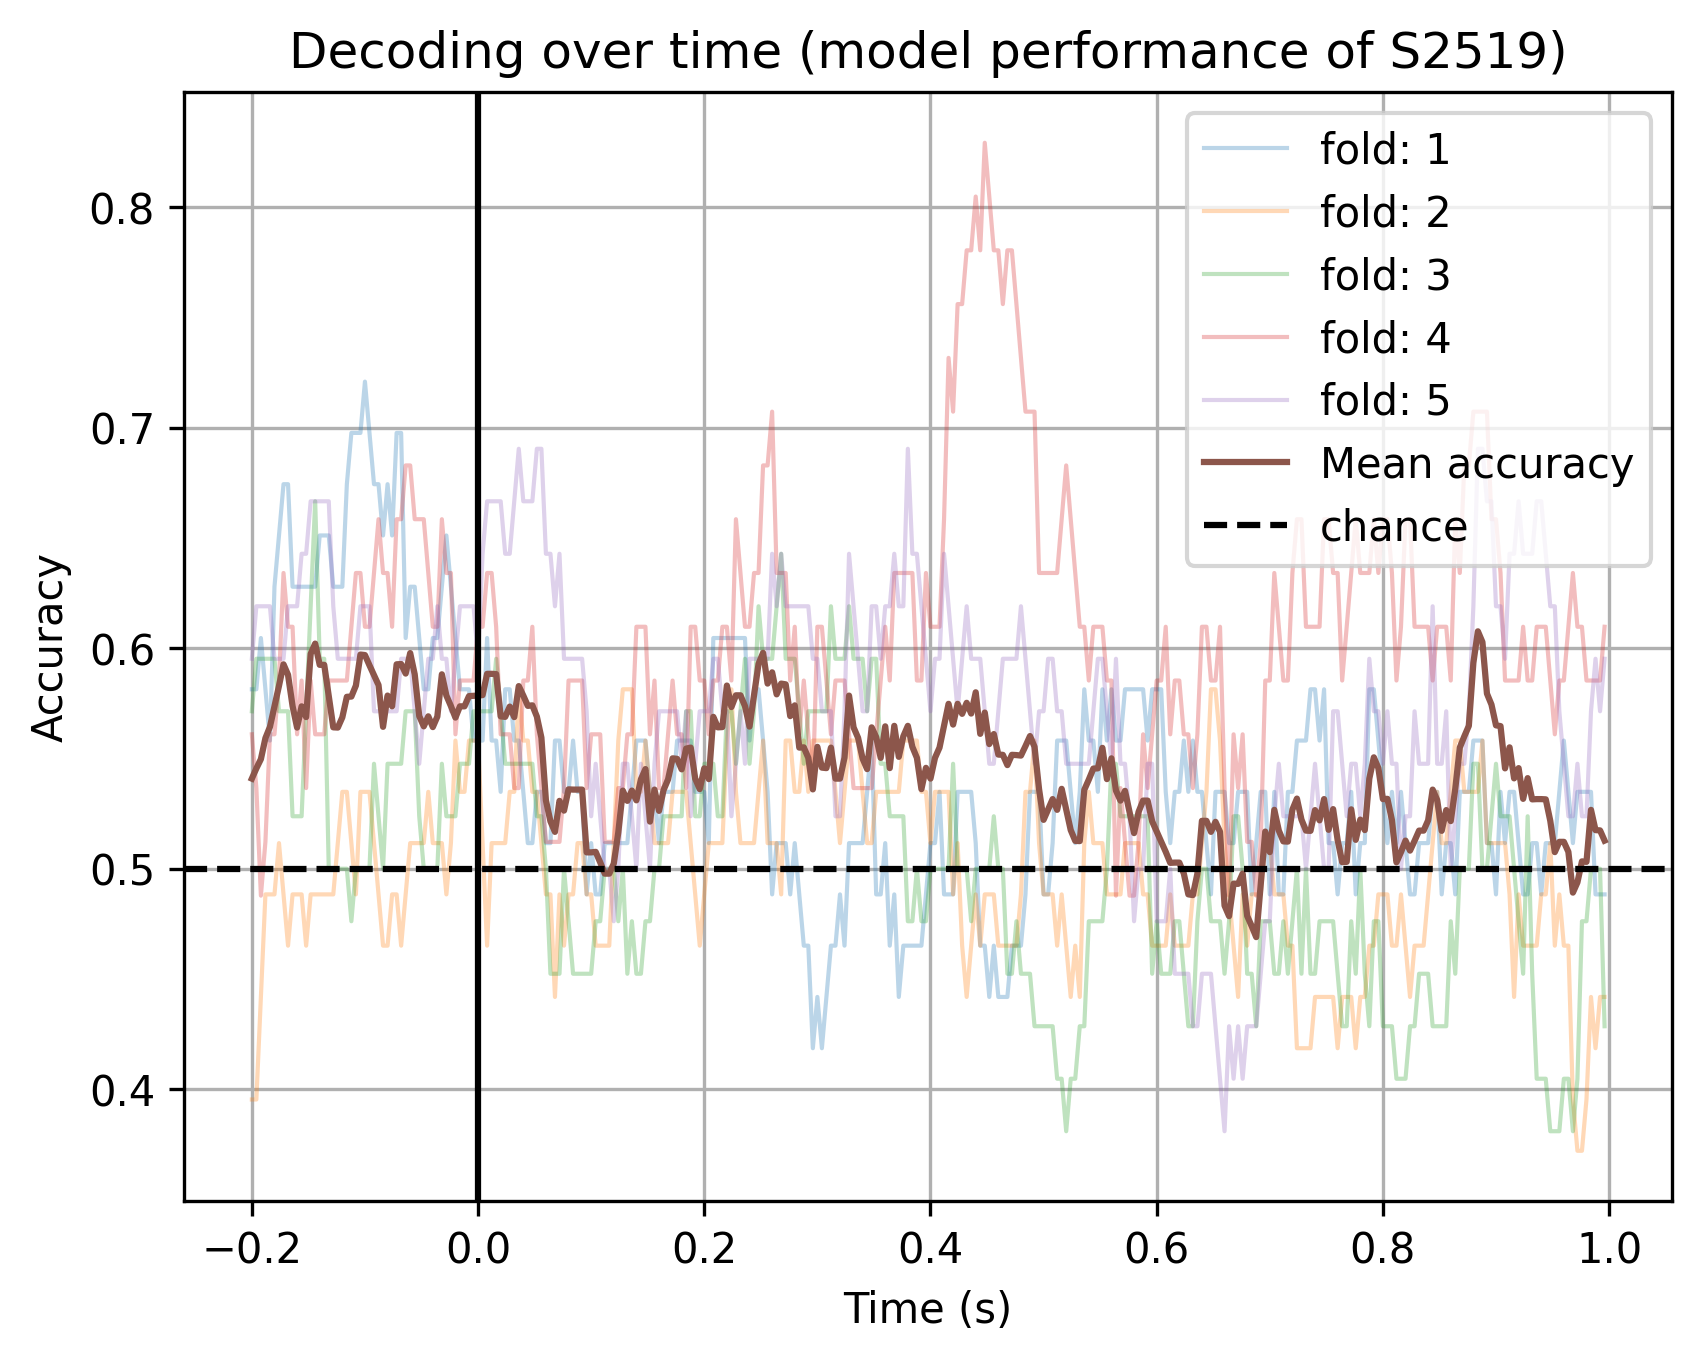 Decoding over time (model performance of S2519)
fold: 1
fold: 2
fold: 3
fold: 4
fold: 5
Mean accuracy
chance
Accuracy
0.8
0.7
0.6
0.5
0.4
−0.2 0.0 0.2 0.4 0.6 0.8 1.0
Time (s)